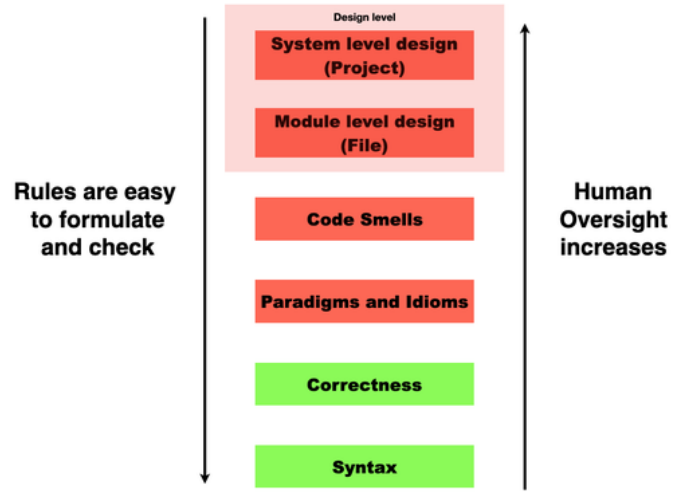 Design level
System level design
(Project)
Module level design
(File)
Rules are easy
to formulate
and check
Human
Oversight
increases
Code Smells
Paradigms and Idioms
Correctness
Syntax